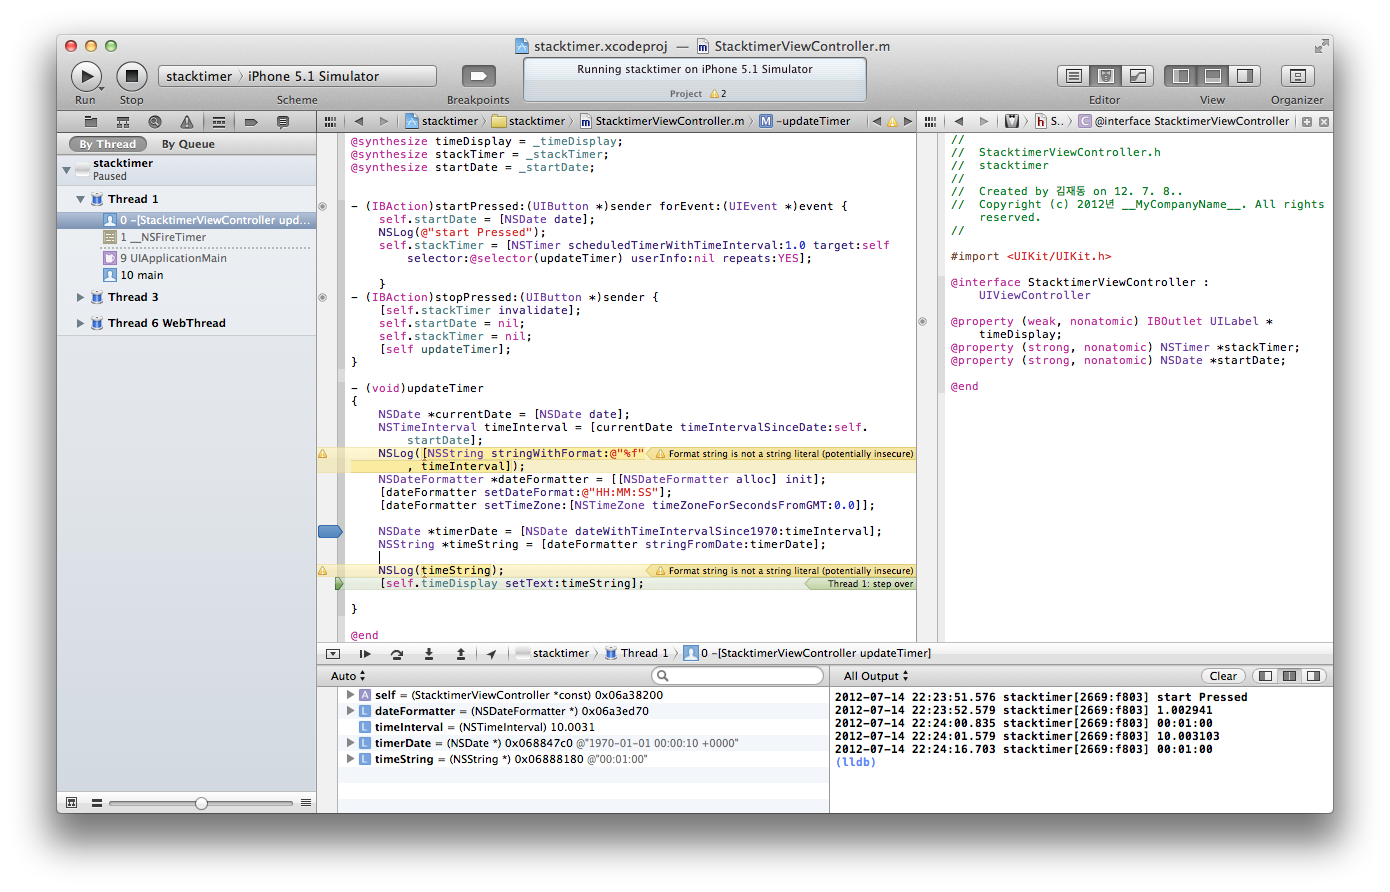 stacktimer.xcodeproj — StacktimerViewController.m
Run
Stop
stacktimer 〉 iPhone 5.1 Simulator
Scheme
Breakpoints
Running stacktimer on iPhone 5.1 Simulator
Project 2
Editor
View
Organizer
stacktimer 〉 stacktimer 〉 StacktimerViewController.m 〉 M -updateTimer
h S.. 〉 C @interface StacktimerViewController
By Thread
By Queue
stacktimer
Paused
Thread 1
0 -[StacktimerViewController upd...
1 __NSFireTimer
9 UIApplicationMain
10 main
Thread 3
Thread 6 WebThread
@synthesize timeDisplay = _timeDisplay;
@synthesize stackTimer = _stackTimer;
@synthesize startDate = _startDate;
- (IBAction)startPressed:(UIButton *)sender forEvent:(UIEvent *)event {
self.startDate = [NSDate date];
NSLog(@"start Pressed");
self.stackTimer = [NSTimer scheduledTimerWithTimeInterval:1.0 target:self
selector:@selector(updateTimer) userInfo:nil repeats:YES];
}
- (IBAction)stopPressed:(UIButton *)sender {
[self.stackTimer invalidate];
self.startDate = nil;
self.stackTimer = nil;
[self updateTimer];
}
- (void)updateTimer
{
NSDate *currentDate = [NSDate date];
NSTimeInterval timeInterval = [currentDate timeIntervalSinceDate:self.
startDate];
NSLog([NSString stringWithFormat:@"%f" Format string is not a string literal (potentially insecure)
, timeInterval]);
NSDateFormatter *dateFormatter = [[NSDateFormatter alloc] init];
[dateFormatter setDateFormat:@"HH:MM:SS"];
[dateFormatter setTimeZone:[NSTimeZone timeZoneForSecondsFromGMT:0.0]];
NSDate *timerDate = [NSDate dateWithTimeIntervalSince1970:timeInterval];
NSString *timeString = [dateFormatter stringFromDate:timerDate];
NSLog(timeString); Format string is not a string literal (potentially insecure)
[self.timeDisplay setText:timeString]; Thread 1: step over
}
@end
//
// StacktimerViewController.h
// stacktimer
//
// Created by 김재동 on 12. 7. 8..
// Copyright (c) 2012년 __MyCompanyName__. All rights
reserved.
//
#import <UIKit/UIKit.h>
@interface StacktimerViewController :
UIViewController
@property (weak, nonatomic) IBOutlet UILabel *
timeDisplay;
@property (strong, nonatomic) NSTimer *stackTimer;
@property (strong, nonatomic) NSDate *startDate;
@end
stacktimer 〉 Thread 1 〉 0 -[StacktimerViewController updateTimer]
Auto
A self = (StacktimerViewController *const) 0x06a38200
L dateFormatter = (NSDateFormatter *) 0x06a3ed70
L timeInterval = (NSTimeInterval) 10.0031
L timerDate = (NSDate *) 0x068847c0 @"1970-01-01 00:00:10 +0000"
L timeString = (NSString *) 0x06888180 @"00:01:00"
All Output
Clear
2012-07-14 22:23:51.576 stacktimer[2669:f803] start Pressed
2012-07-14 22:23:52.579 stacktimer[2669:f803] 1.002941
2012-07-14 22:24:00.835 stacktimer[2669:f803] 00:01:00
2012-07-14 22:24:01.579 stacktimer[2669:f803] 10.003103
2012-07-14 22:24:16.703 stacktimer[2669:f803] 00:01:00
(lldb)